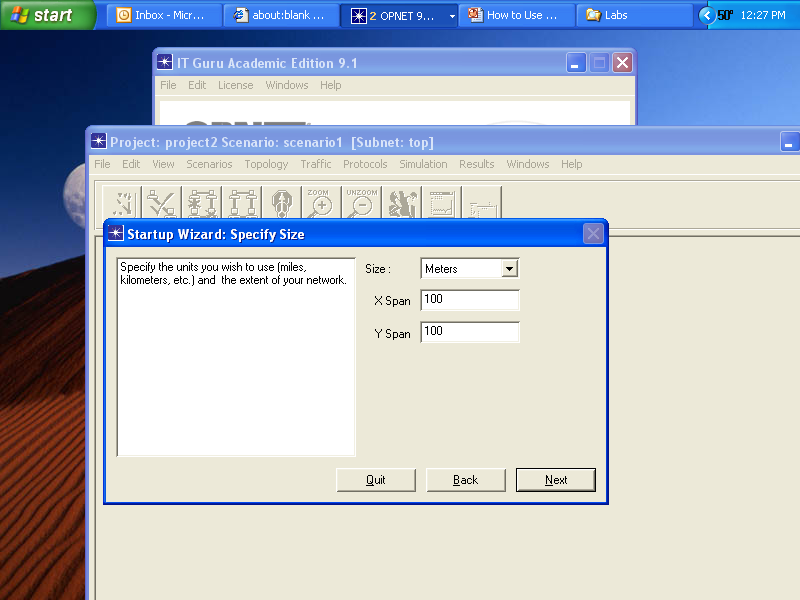 start
Inbox - Micr...
about:blank ...
2 OPNET 9...
How to Use ...
Labs
50°
12:27 PM
IT Guru Academic Edition 9.1
File Edit License Windows Help
Project: project2 Scenario: scenario1 [Subnet: top]
File Edit View Scenarios Topology Traffic Protocols Simulation Results Windows Help
ZOOM
UNZOOM
Startup Wizard: Specify Size
Specify the units you wish to use (miles,
kilometers, etc.) and the extent of your network.
Size :
Meters
X Span
100
Y Span
100
Quit
Back
Next